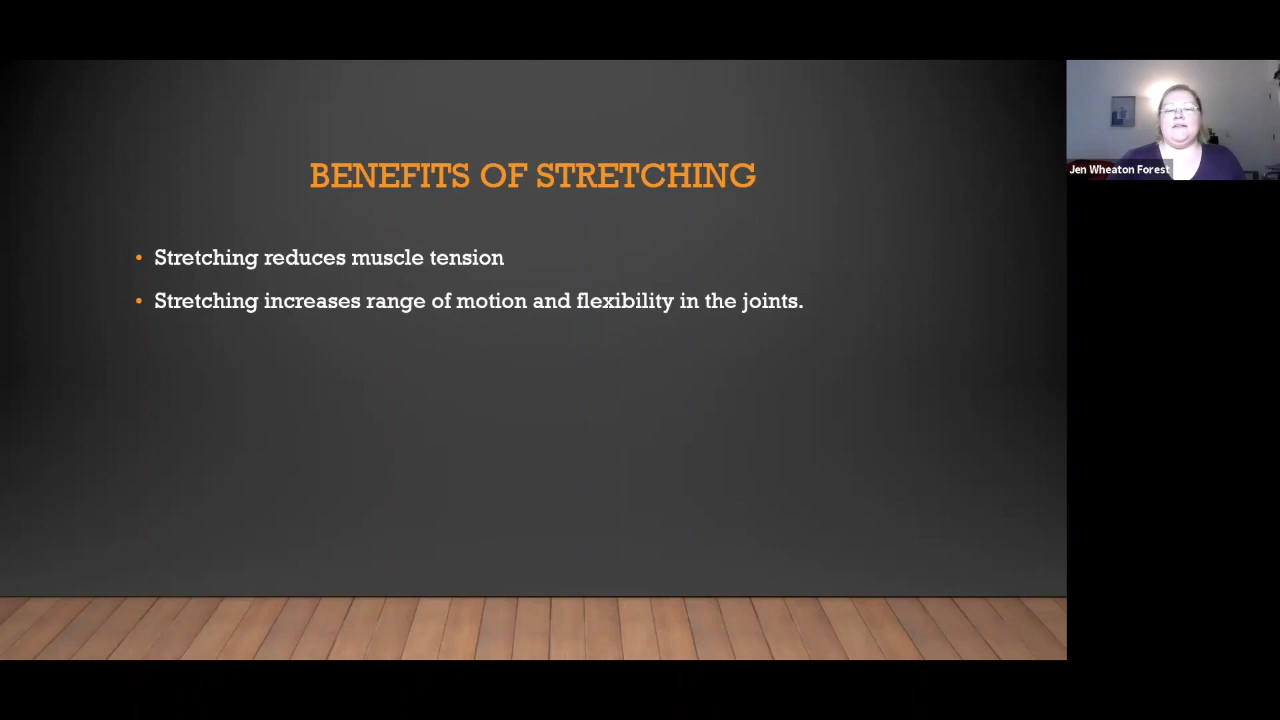 BENEFITS OF STRETCHING
• Stretching reduces muscle tension
• Stretching increases range of motion and flexibility in the joints.
Jen Wheaton Forest